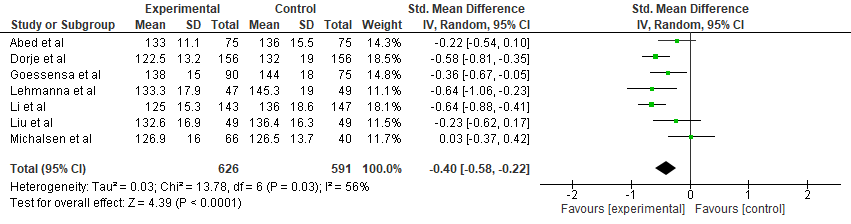 Experimental Control Std. Mean Difference Std. Mean Difference
Study or Subgroup Mean SD Total Mean SD Total Weight IV, Random, 95% CI IV, Random, 95% CI
Abed et al 133 11.1 75 136 15.5 75 14.3% -0.22 [-0.54, 0.10]
Dorje et al 122.5 13.2 156 132 19 156 18.5% -0.58 [-0.81, -0.35]
Goessensa et al 138 15 90 144 18 75 14.8% -0.36 [-0.67, -0.05]
Lehmanna et al 133.3 17.9 47 145.3 19 49 11.1% -0.64 [-1.06, -0.23]
Li et al 125 15.3 143 136 18.6 147 18.1% -0.64 [-0.88, -0.41]
Liu et al 132.6 16.9 49 136.4 16.3 49 11.5% -0.23 [-0.62, 0.17]
Michalsen et al 126.9 16 66 126.5 13.7 40 11.7% 0.03 [-0.37, 0.42]
Total (95% CI) 626 591 100.0% -0.40 [-0.58, -0.22]
Heterogeneity: Tau² = 0.03; Chi² = 13.78, df = 6 (P = 0.03); I² = 56%
Test for overall effect: Z = 4.39 (P < 0.0001)
-2 -1 0 1 2
Favours [experimental] Favours [control]